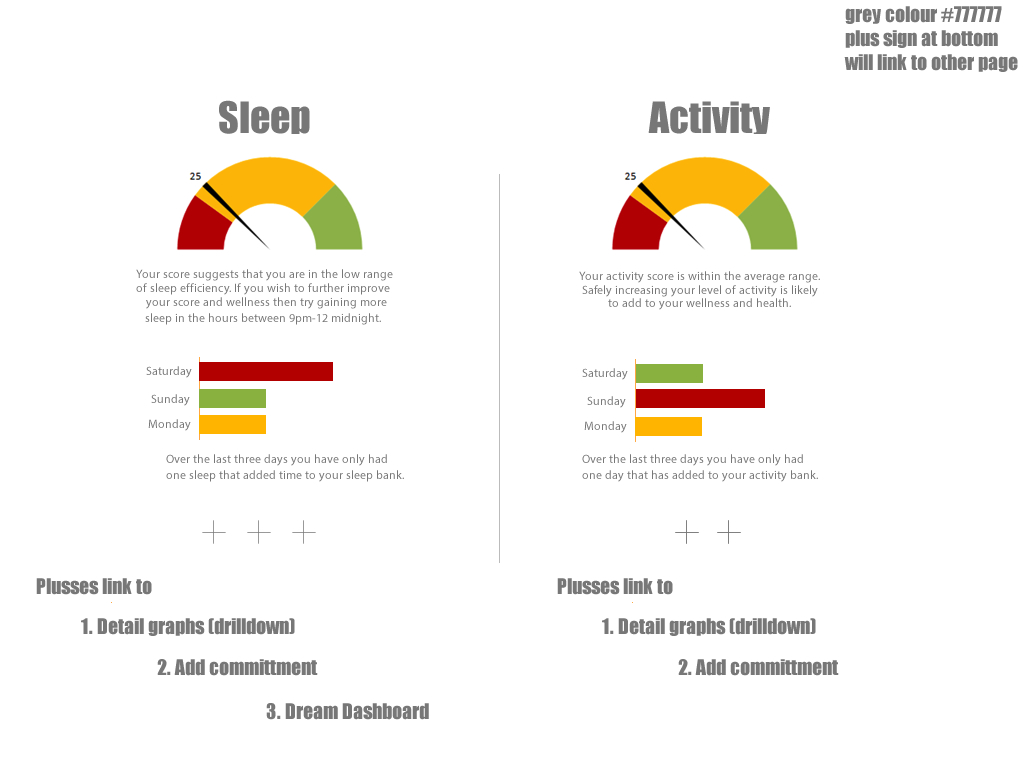 grey colour #777777
plus sign at bottom
will link to other page
Sleep
25
Your score suggests that you are in the low range
of sleep efficiency. If you wish to further improve
your score and wellness then try gaining more
sleep in the hours between 9pm-12 midnight.
Saturday
Sunday
Monday
Over the last three days you have only had
one sleep that added time to your sleep bank.
Plusses link to
1. Detail graphs (drilldown)
2. Add committment
3. Dream Dashboard
Activity
25
Your activity score is within the average range.
Safely increasing your level of activity is likely
to add to your wellness and health.
Saturday
Sunday
Monday
Over the last three days you have only had
one day that has added to your activity bank.
Plusses link to
1. Detail graphs (drilldown)
2. Add committment